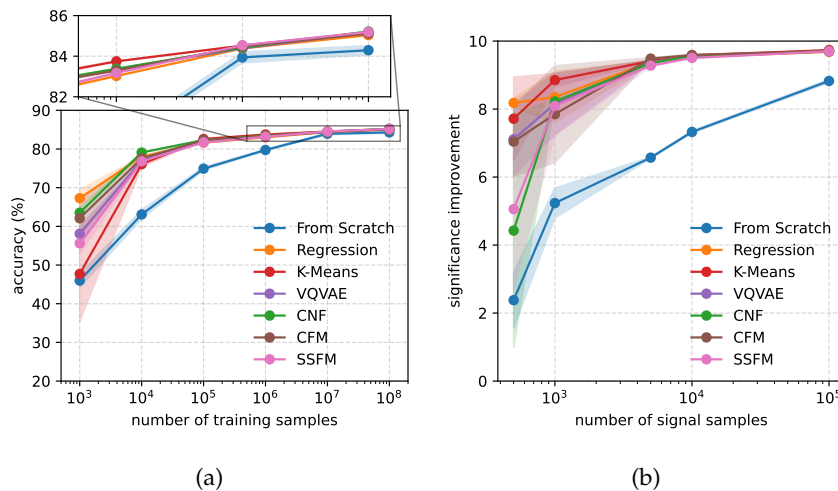 86
84
82
90
80
70
60
50
40
30
20
accuracy (%)
From Scratch
Regression
K-Means
VQVAE
CNF
CFM
SSFM
10³ 10⁴ 10⁵ 10⁶ 10⁷ 10⁸
number of training samples
(a)
10
8
6
4
2
0
significance improvement
From Scratch
Regression
K-Means
VQVAE
CNF
CFM
SSFM
10³ 10⁴ 10⁵
number of signal samples
(b)